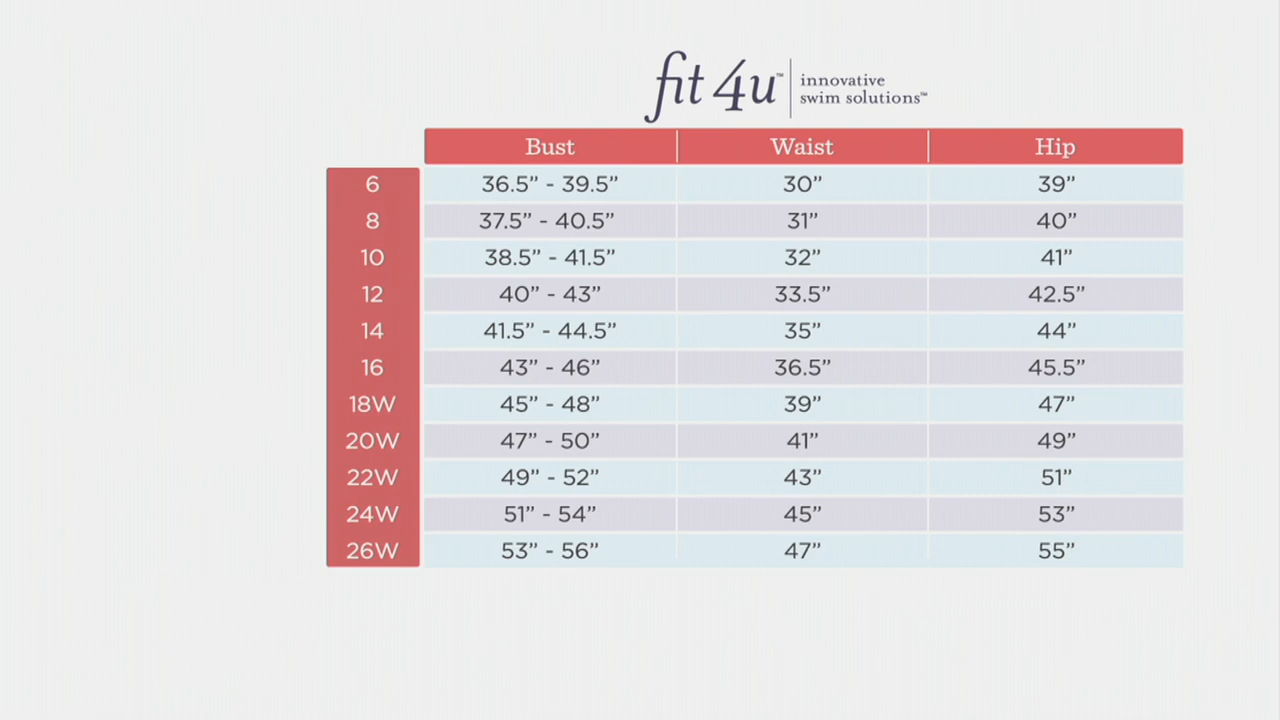 fit 4u™ innovative
swim solutions™
Bust Waist Hip
6 36.5” - 39.5” 30” 39”
8 37.5” - 40.5” 31” 40”
10 38.5” - 41.5” 32” 41”
12 40” - 43” 33.5” 42.5”
14 41.5” - 44.5” 35” 44”
16 43” - 46” 36.5” 45.5”
18W 45” - 48” 39” 47”
20W 47” - 50” 41” 49”
22W 49” - 52” 43” 51”
24W 51” - 54” 45” 53”
26W 53” - 56” 47” 55”